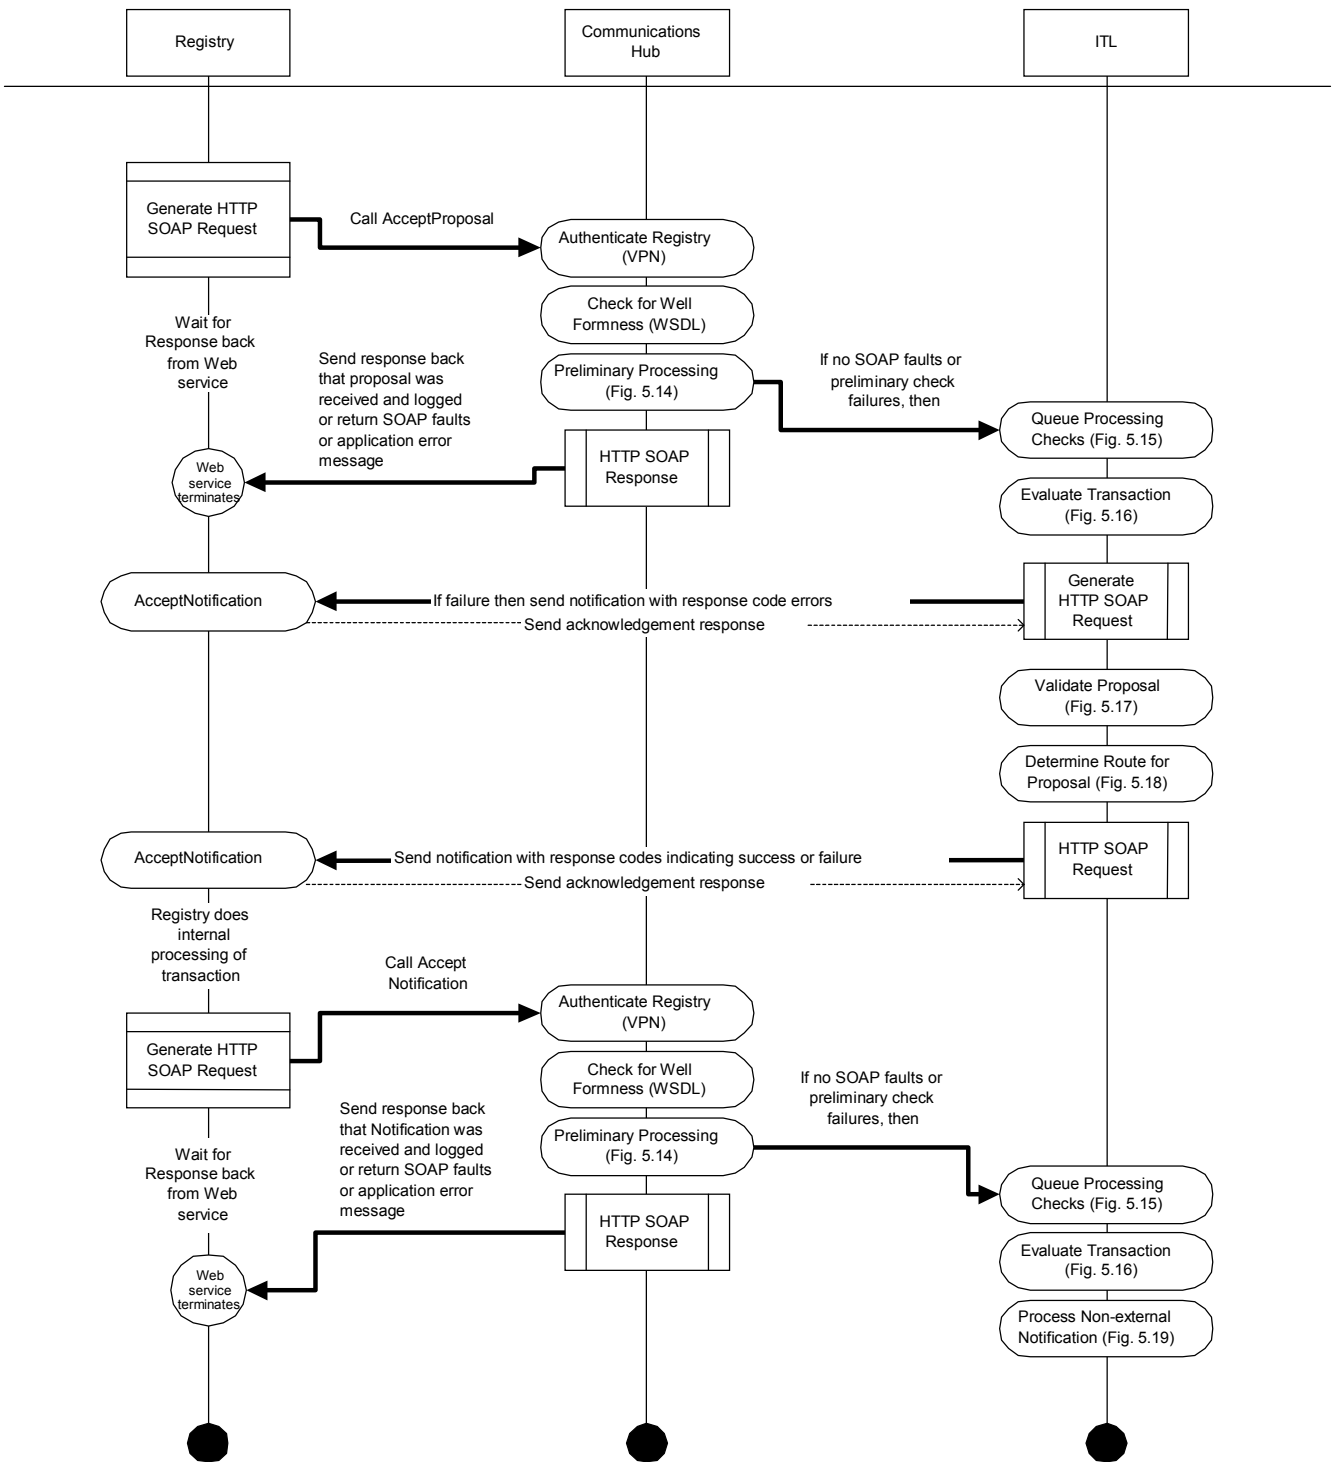 Registry
Communications
Hub
ITL
Generate HTTP
SOAP Request
Call AcceptProposal
Authenticate Registry
(VPN)
Check for Well
Formness (WSDL)
Wait for
Response back
from Web
service
Send response back
that proposal was
received and logged
or return SOAP faults
or application error
message
Preliminary Processing
(Fig. 5.14)
If no SOAP faults or
preliminary check
failures, then
Queue Processing
Checks (Fig. 5.15)
HTTP SOAP
Response
Web
service
terminates
Evaluate Transaction
(Fig. 5.16)
AcceptNotification
If failure then send notification with response code errors
Send acknowledgement response
Generate
HTTP SOAP
Request
Validate Proposal
(Fig. 5.17)
Determine Route for
Proposal (Fig. 5.18)
AcceptNotification
Send notification with response codes indicating success or failure
Send acknowledgement response
HTTP SOAP
Request
Registry does
internal
processing of
transaction
Call Accept
Notification
Authenticate Registry
(VPN)
Generate HTTP
SOAP Request
Check for Well
Formness (WSDL)
If no SOAP faults or
preliminary check
failures, then
Send response back
that Notification was
received and logged
or return SOAP faults
or application error
message
Preliminary Processing
(Fig. 5.14)
Wait for
Response back
from Web
service
Queue Processing
Checks (Fig. 5.15)
HTTP SOAP
Response
Evaluate Transaction
(Fig. 5.16)
Web
service
terminates
Process Non-external
Notification (Fig. 5.19)